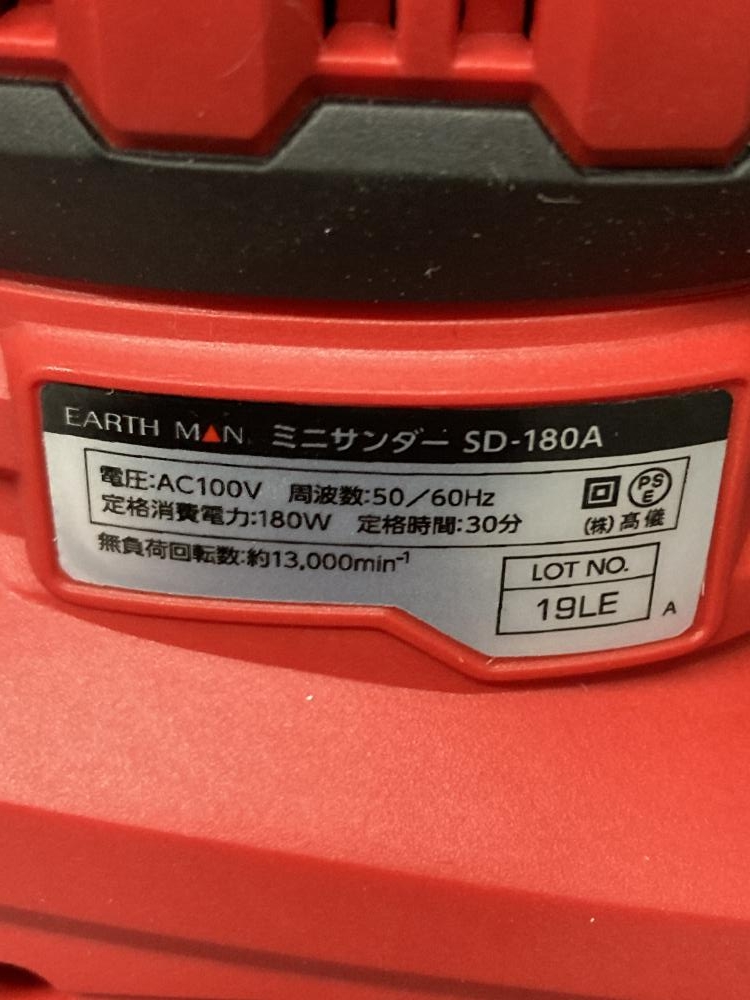 EARTH MAN ミニサンダー SD-180A
電圧:AC100V 周波数:50／60Hz
定格消費電力:180W 定格時間:30分
PSE
(株)髙儀
無負荷回転数:約13,000min⁻¹
LOT NO.
19LE
A